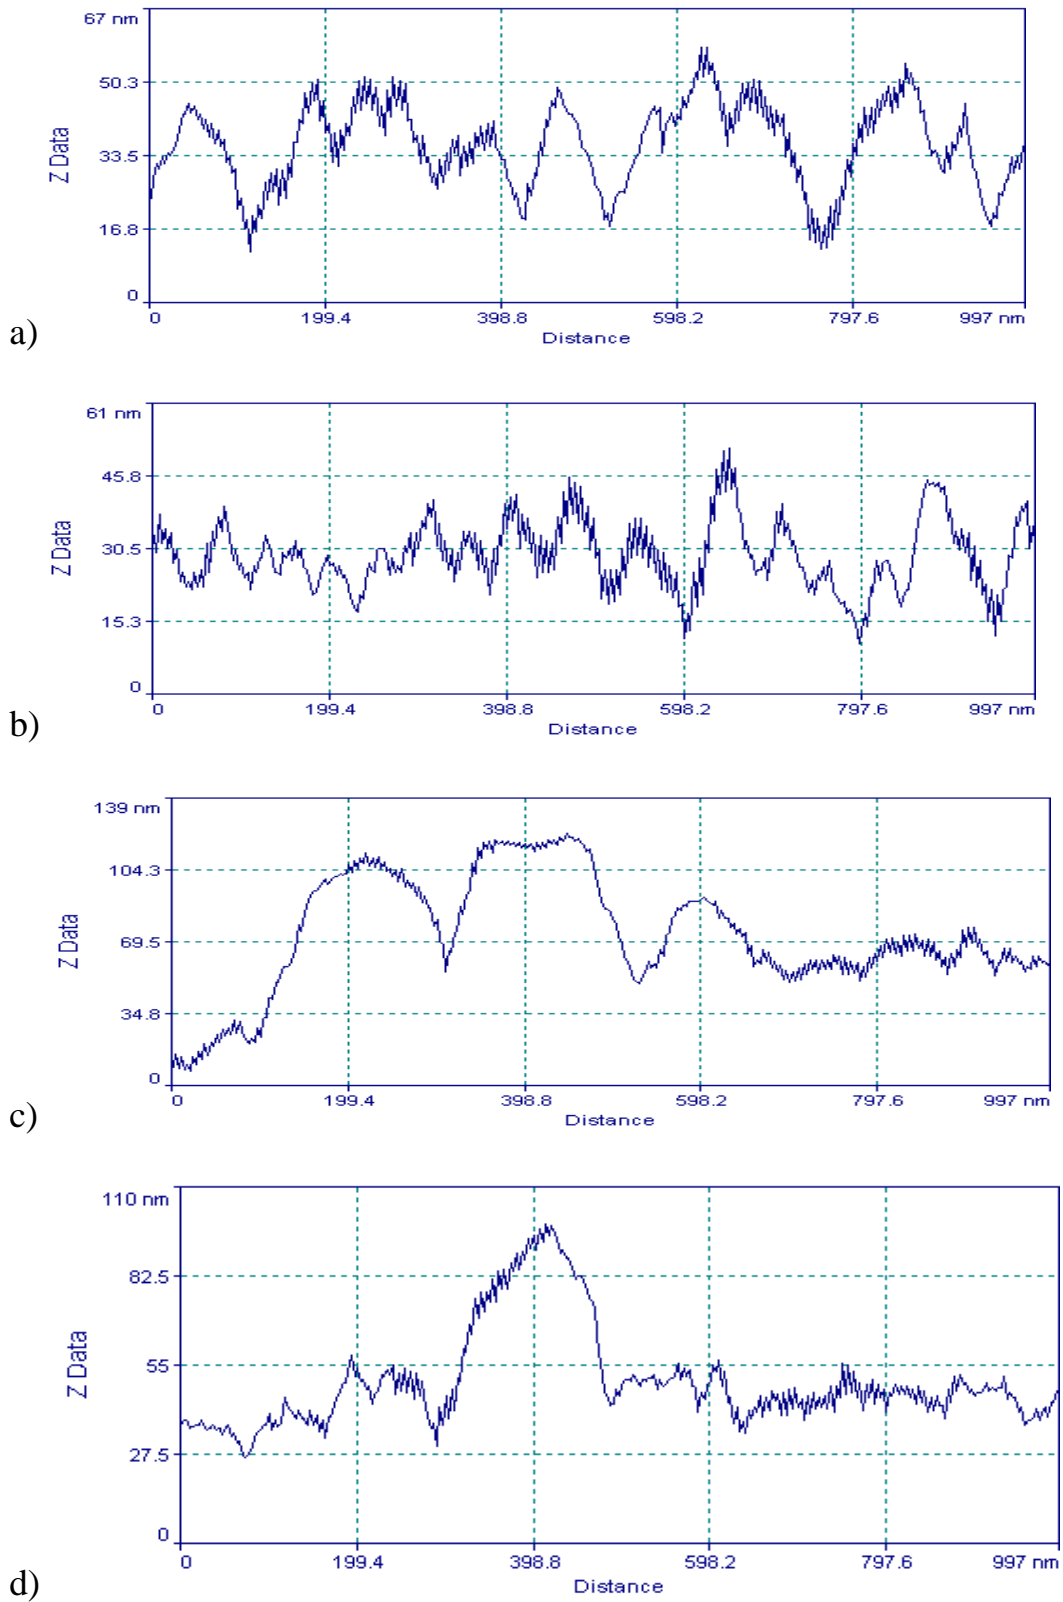 67 nm
50.3
Z Data
33.5
16.8
0
0 199.4 398.8 598.2 797.6 997 nm
a) Distance
61 nm
45.8
Z Data
30.5
15.3
0
0 199.4 398.8 598.2 797.6 997 nm
b) Distance
139 nm
104.3
Z Data
69.5
34.8
0
0 199.4 398.8 598.2 797.6 997 nm
c) Distance
110 nm
82.5
Z Data
55
27.5
0
0 199.4 398.8 598.2 797.6 997 nm
d) Distance